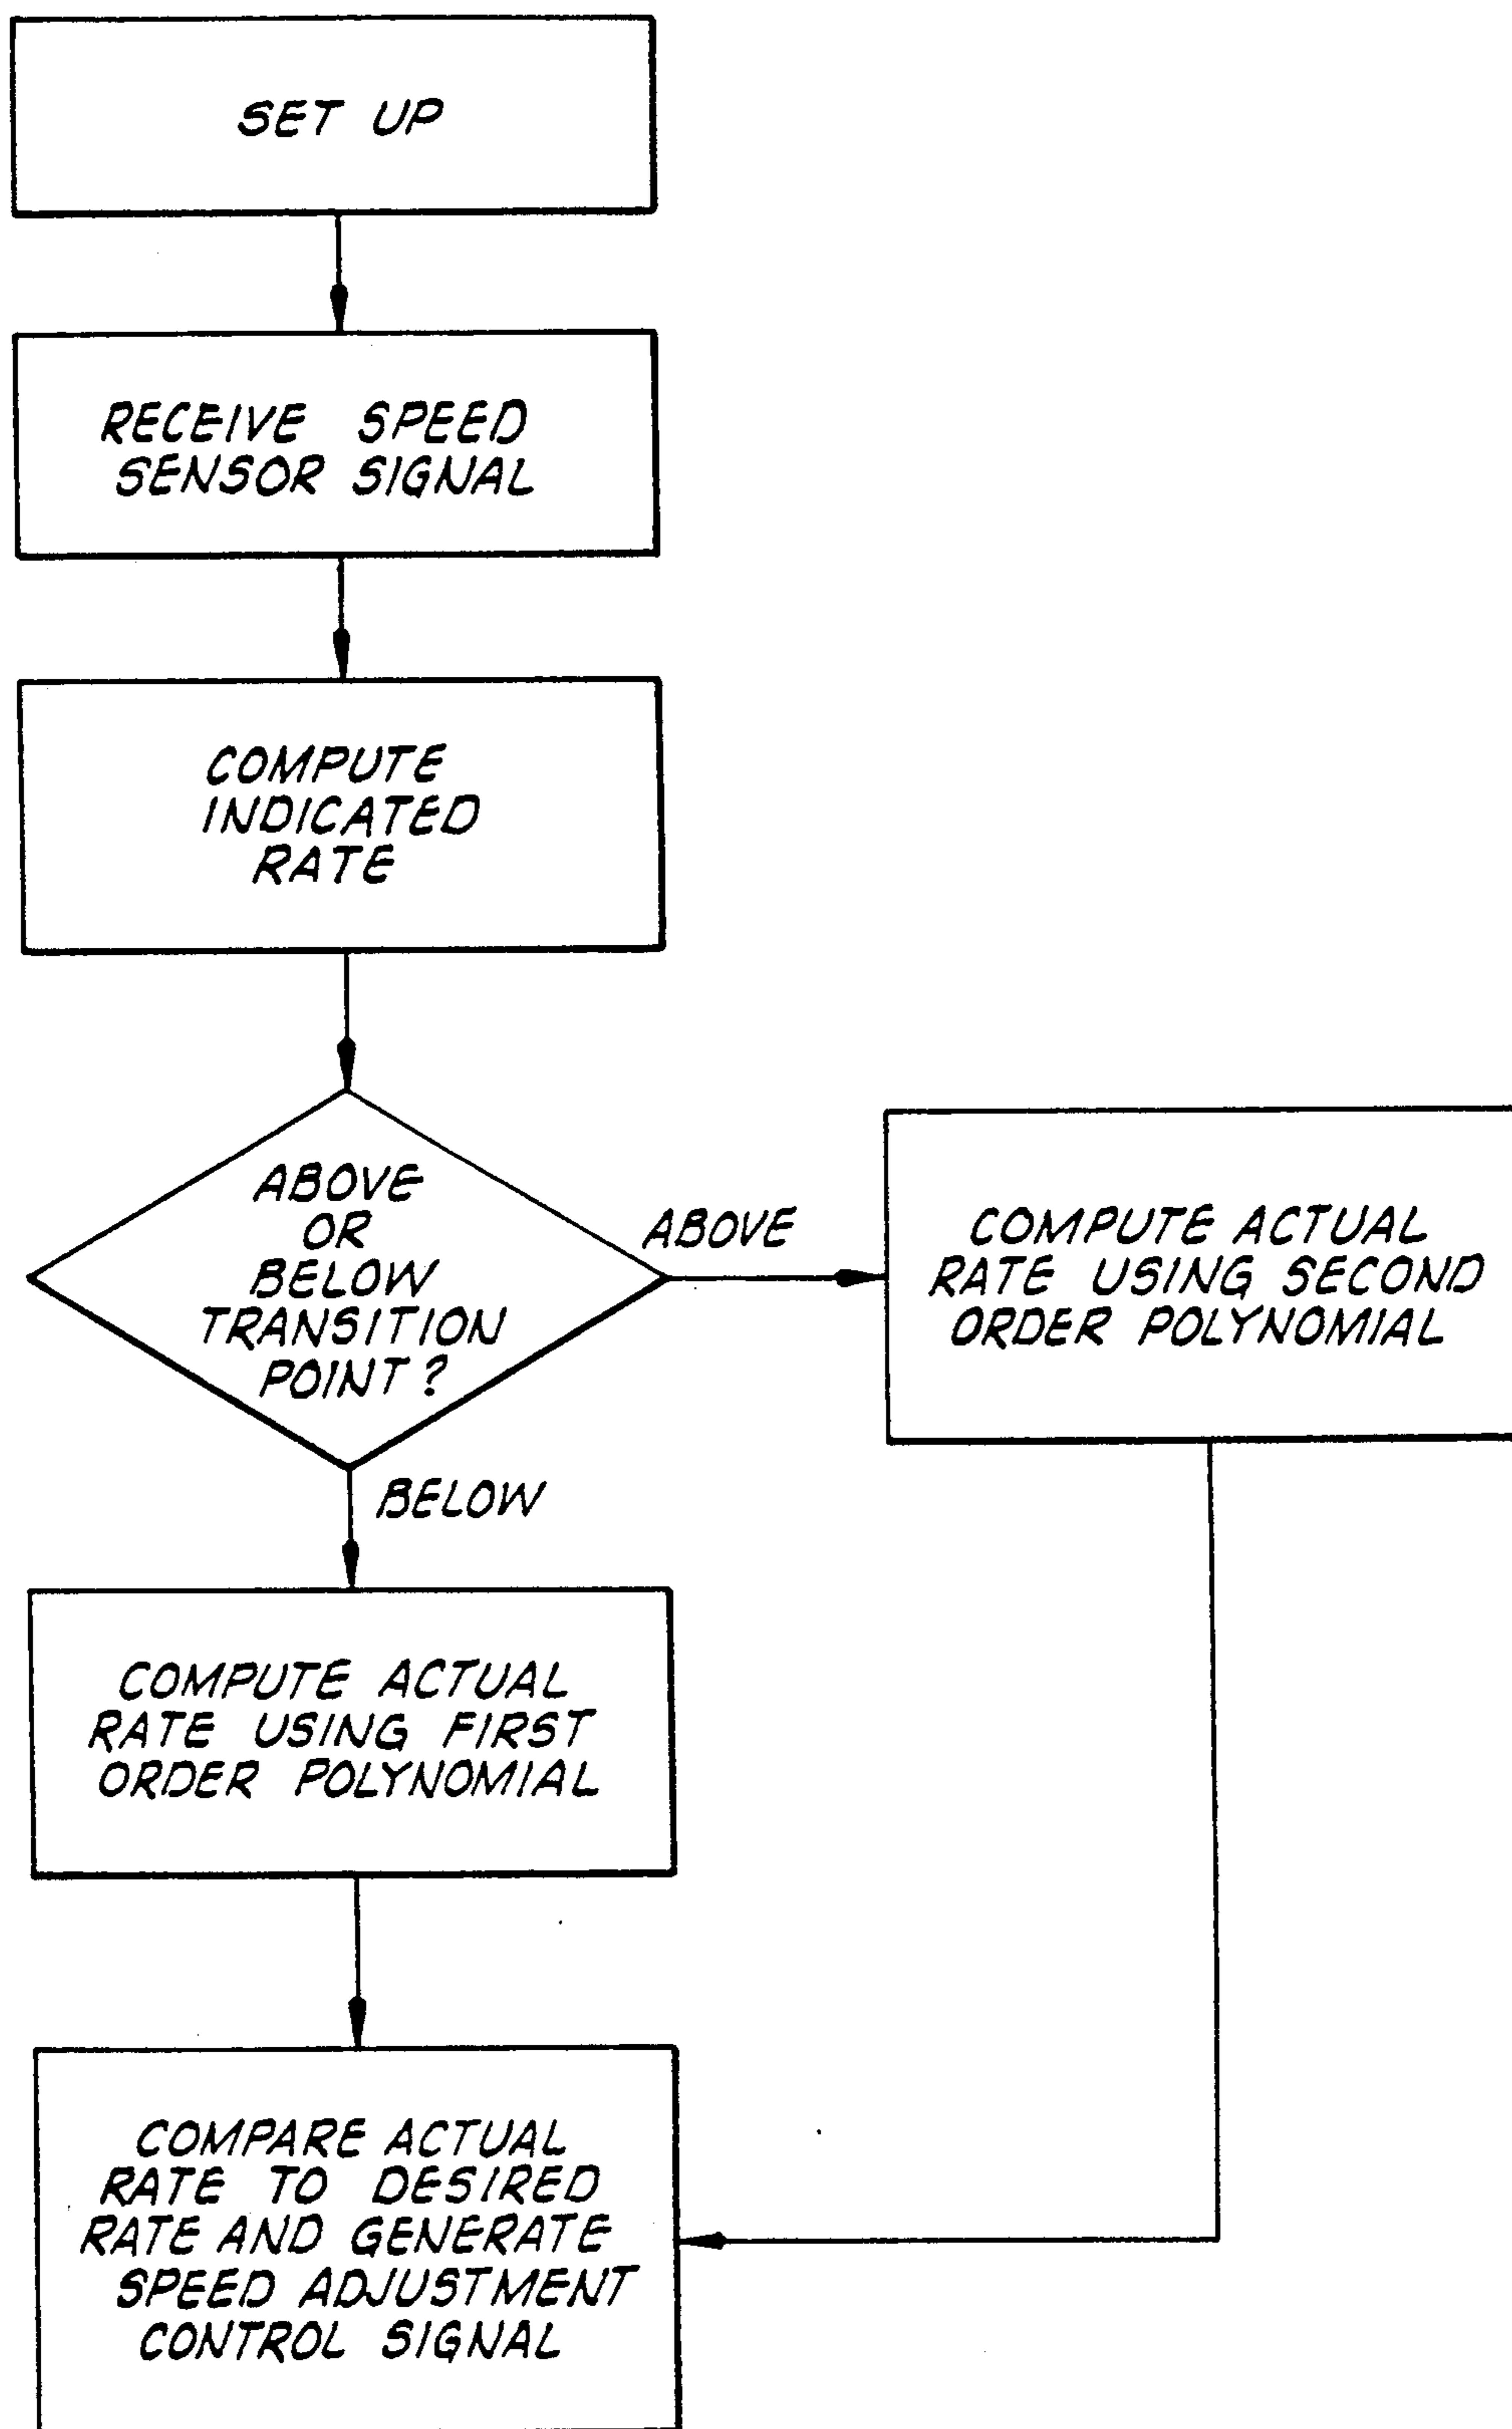 SET UP
RECEIVE SPEED
SENSOR SIGNAL
COMPUTE
INDICATED
RATE
ABOVE
OR
BELOW
TRANSITION
POINT?
ABOVE
COMPUTE ACTUAL
RATE USING SECOND
ORDER POLYNOMIAL
BELOW
COMPUTE ACTUAL
RATE USING FIRST
ORDER POLYNOMIAL
COMPARE ACTUAL
RATE TO DESIRED
RATE AND GENERATE
SPEED ADJUSTMENT
CONTROL SIGNAL